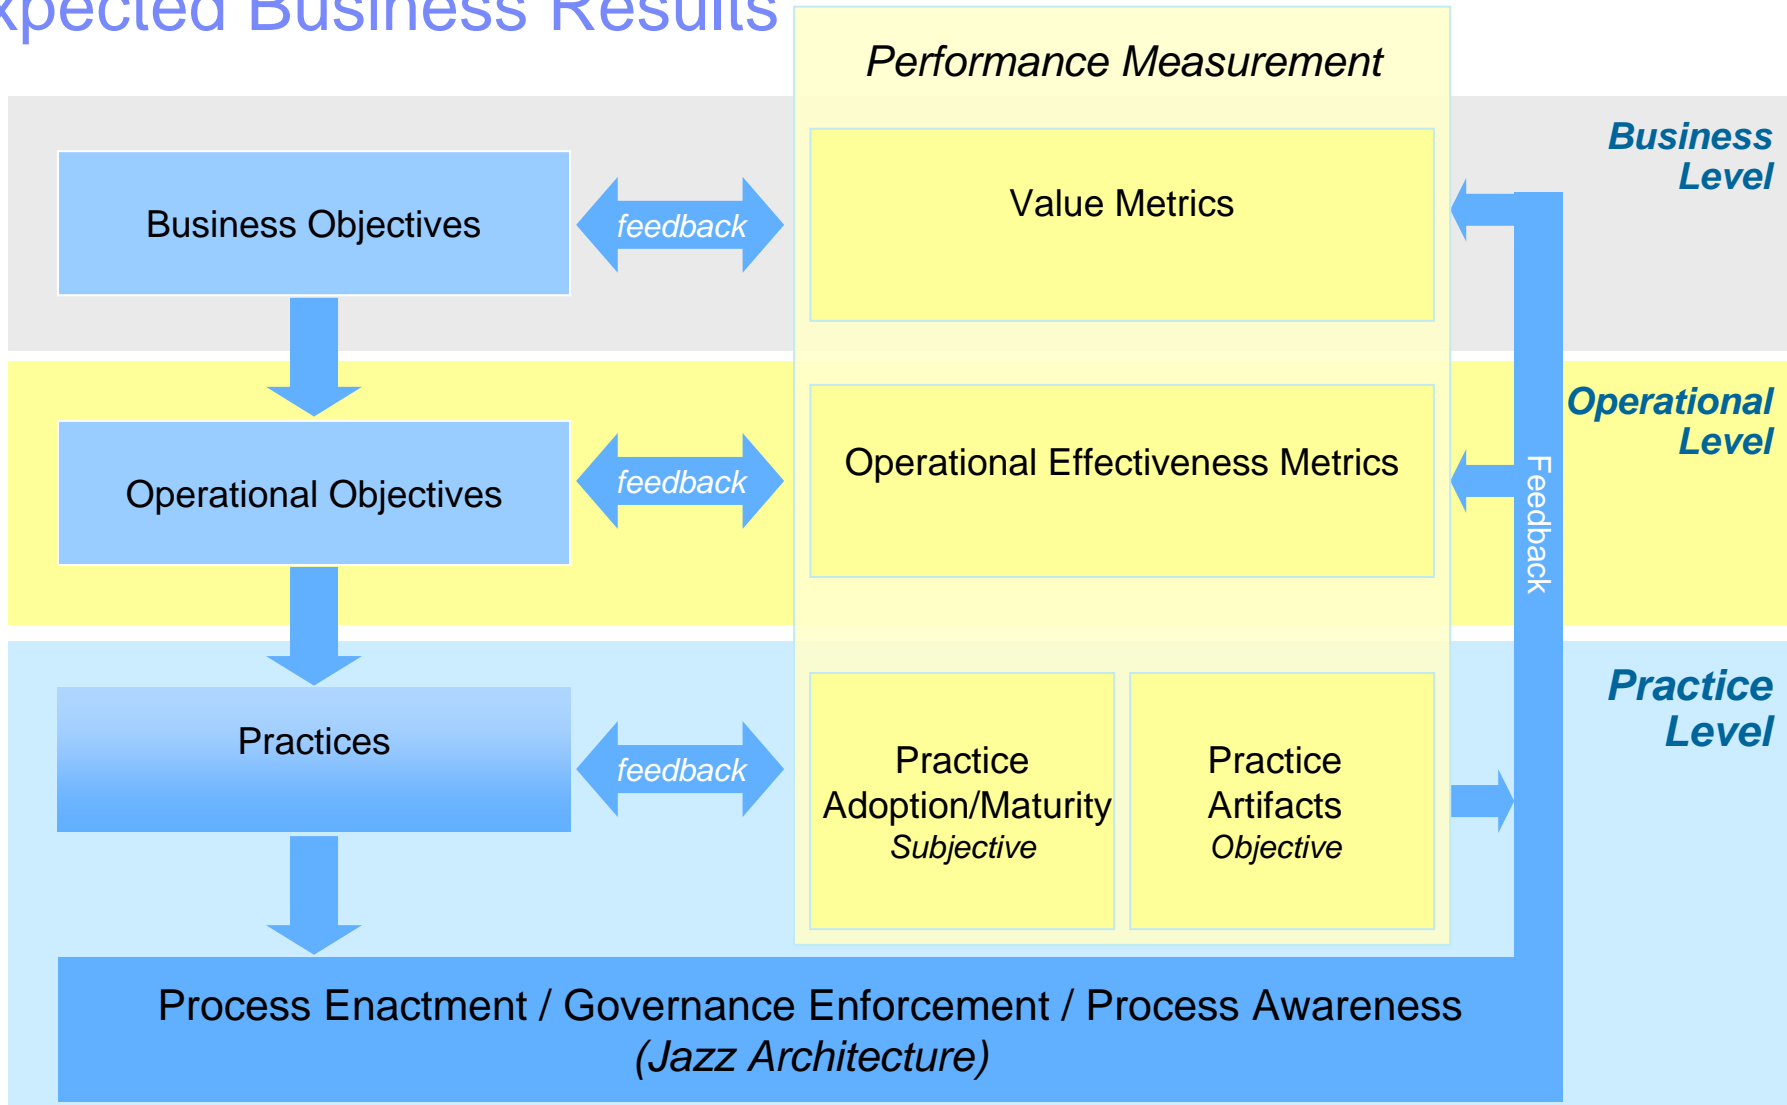 xpected Business Results
Performance Measurement
Business
Level
Business Objectives
feedback
Value Metrics
Operational
Level
Operational Objectives
feedback
Operational Effectiveness Metrics
Feedback
Practice
Level
Practices
feedback
Practice
Adoption/Maturity
Subjective
Practice
Artifacts
Objective
Process Enactment / Governance Enforcement / Process Awareness
(Jazz Architecture)